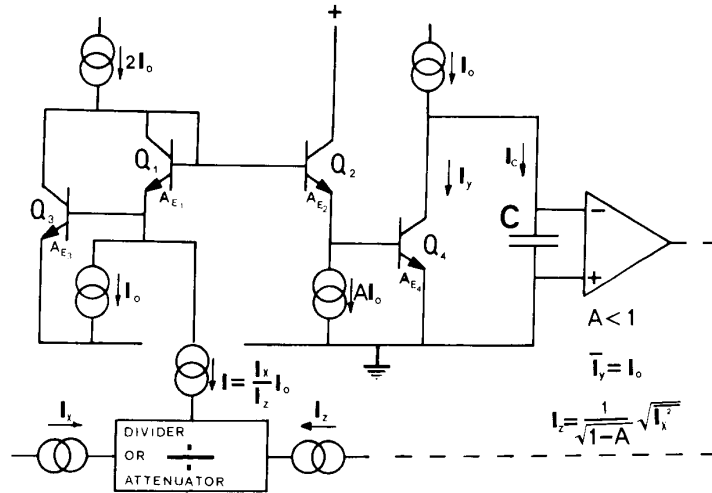 +
2I₀
I₀
Q₁
Q₂
A_E₁
A_E₂
I_y
I_c
Q₃
A_E₃
Q₄
A_E₄
C
−
+
I₀
AI₀
A<1
I=I_x/I_z I₀
Ī_y=I₀
I_x
I_z
I_z=1/√(1-A) √(I_x²)‾
DIVIDER
OR ÷
ATTENUATOR